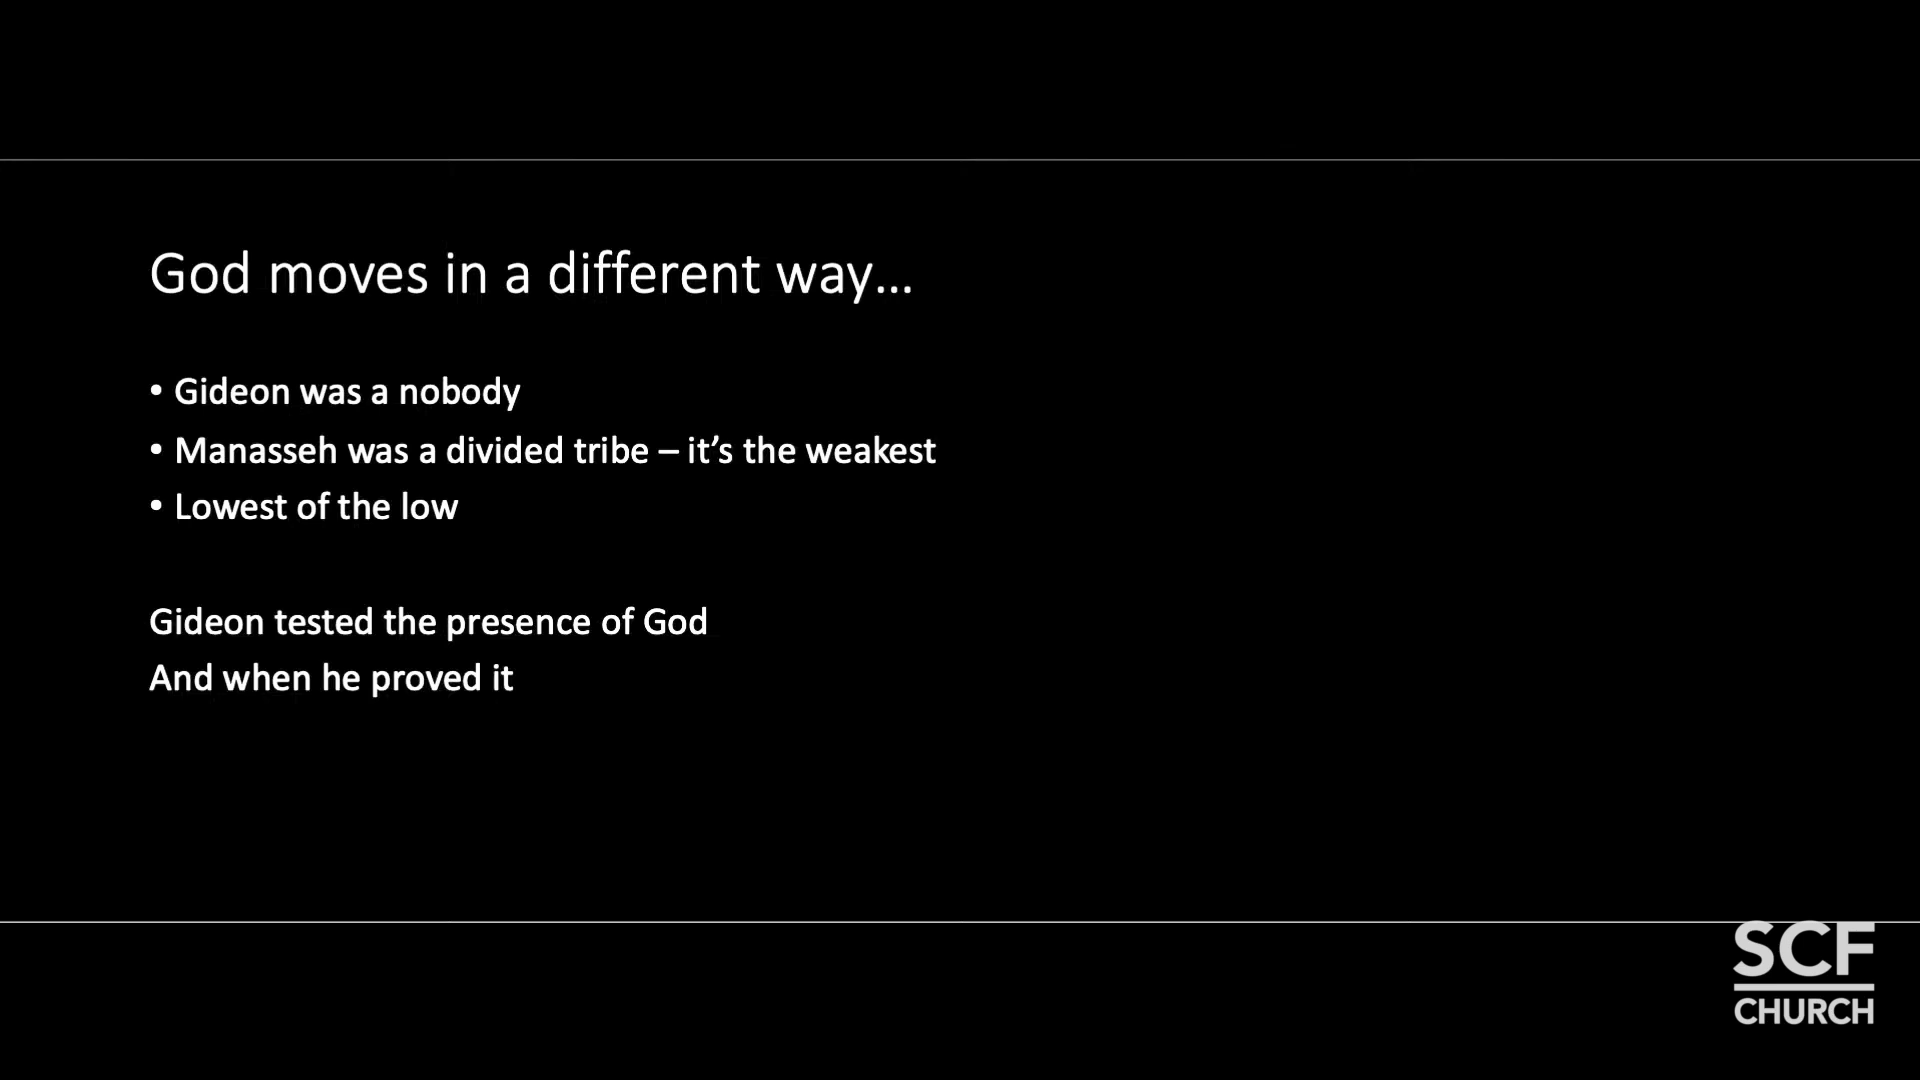 God moves in a different way...
• Gideon was a nobody
• Manasseh was a divided tribe – it’s the weakest
• Lowest of the low
Gideon tested the presence of God
And when he proved it
SCF
CHURCH